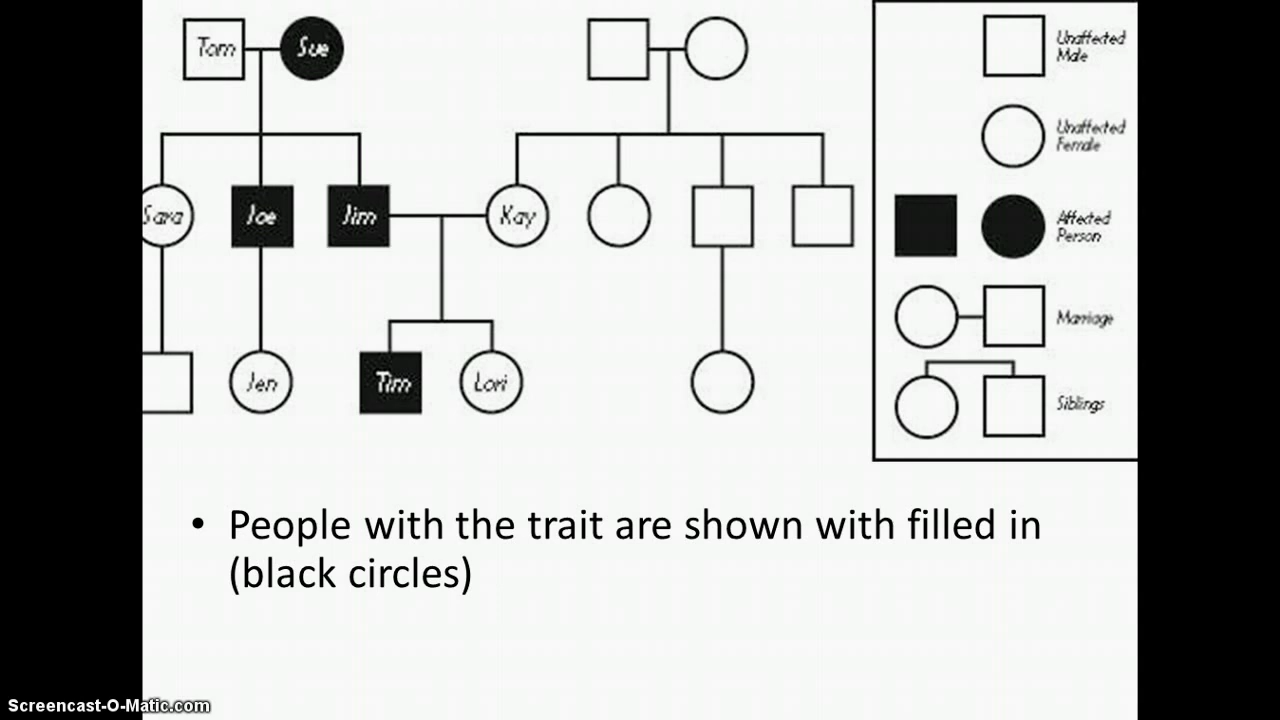 Tom
Sue
Unaffected
Male
Unaffected
Female
Sara
Joe
Jim
Kay
Affected
Person
Marriage
Jen
Tim
Lori
Siblings
• People with the trait are shown with filled in
(black circles)
Screencast-O-Matic.com